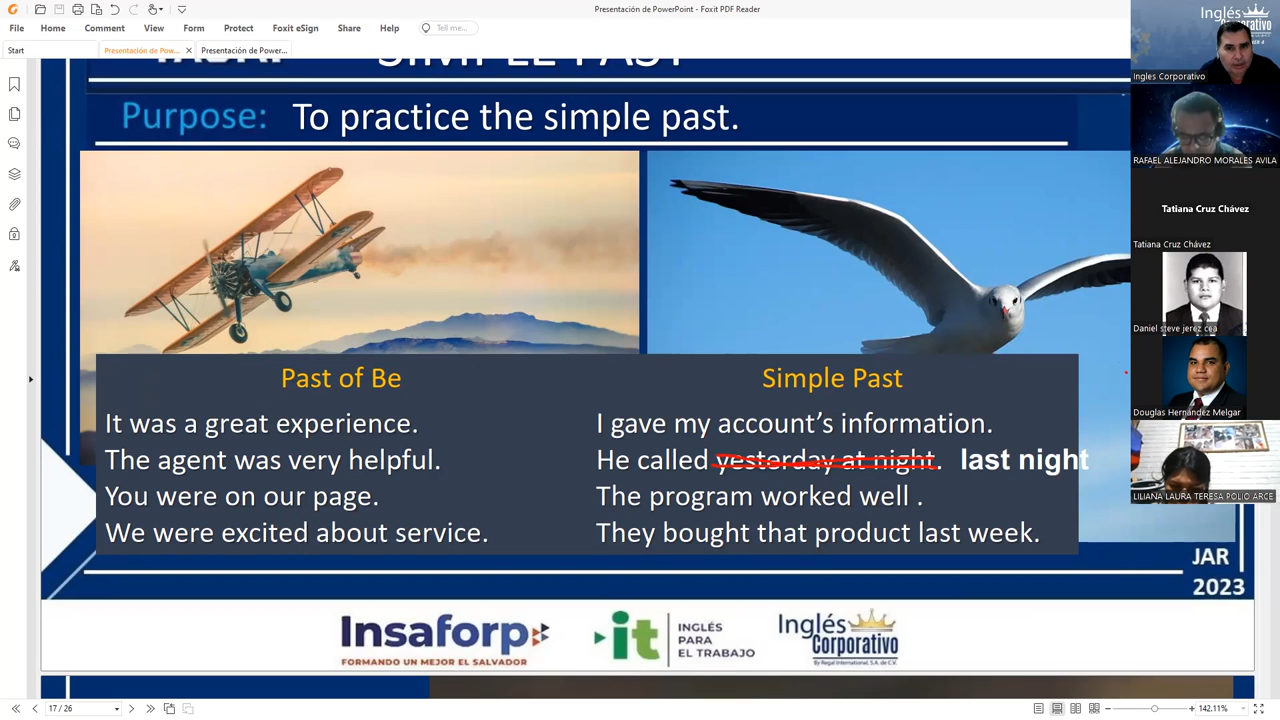 Presentación de PowerPoint - Foxit PDF Reader
File Home Comment View Form Protect Foxit eSign Share Help Tell me...
Start Presentación de Pow... Presentación de Power...
Purpose: To practice the simple past.
Past of Be
It was a great experience.
The agent was very helpful.
You were on our page.
We were excited about service.
Simple Past
I gave my account’s information.
He called yesterday at night. last night
The program worked well .
They bought that product last week.
JAR
2023
Insaforp
FORMANDO UN MEJOR EL SALVADOR
it INGLÉS
PARA
EL TRABAJO
Inglés
Corporativo
By Regal International, S.A. de C.V.
Inglés
Corporativo
Ingles Corporativo
RAFAEL ALEJANDRO MORALES AVILA
Tatiana Cruz Chávez
Tatiana Cruz Chávez
Daniel steve jerez cea
Douglas Hernández Melgar
LILIANA LAURA TERESA POLIO ARCE
17 / 26
142.11%